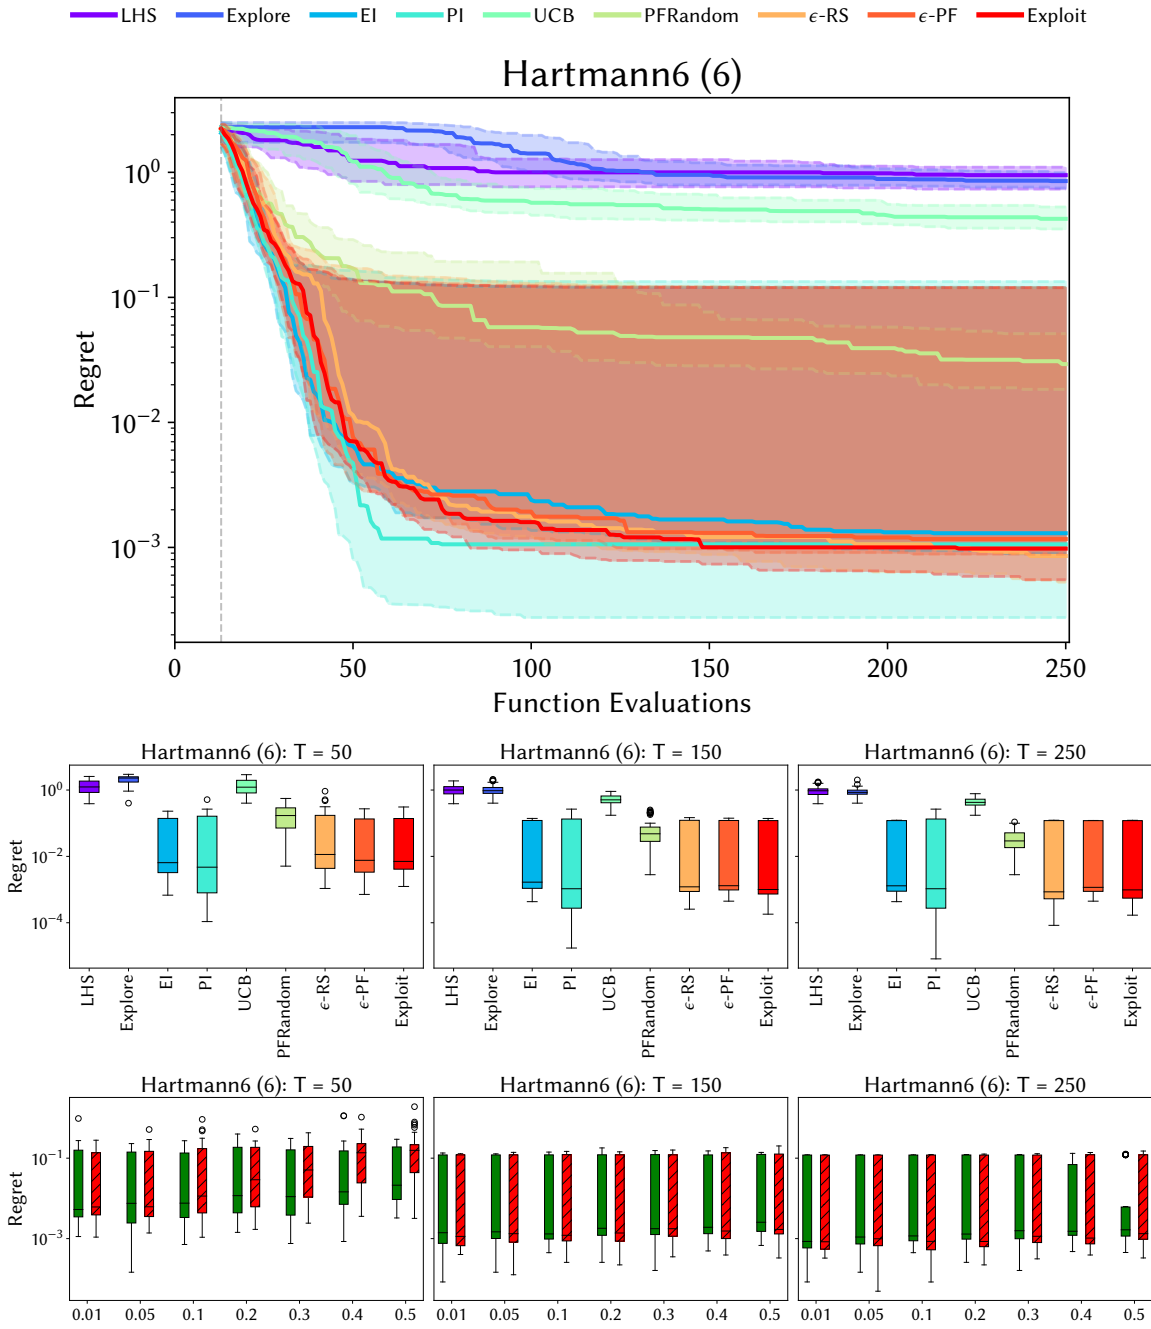 LHS Explore EI PI UCB PFRandom ϵ-RS ϵ-PF Exploit
Hartmann6 (6)
Regret
10⁰
10⁻¹
10⁻²
10⁻³
0 50 100 150 200 250
Function Evaluations
Hartmann6 (6): T = 50 Hartmann6 (6): T = 150 Hartmann6 (6): T = 250
Regret
10⁰
10⁻²
10⁻⁴
LHS Explore EI PI UCB PFRandom ϵ-RS ϵ-PF Exploit LHS Explore EI PI UCB PFRandom ϵ-RS ϵ-PF Exploit LHS Explore EI PI UCB PFRandom ϵ-RS ϵ-PF Exploit
Hartmann6 (6): T = 50 Hartmann6 (6): T = 150 Hartmann6 (6): T = 250
Regret
10⁻¹
10⁻³
0.01 0.05 0.1 0.2 0.3 0.4 0.5 0.01 0.05 0.1 0.2 0.3 0.4 0.5 0.01 0.05 0.1 0.2 0.3 0.4 0.5